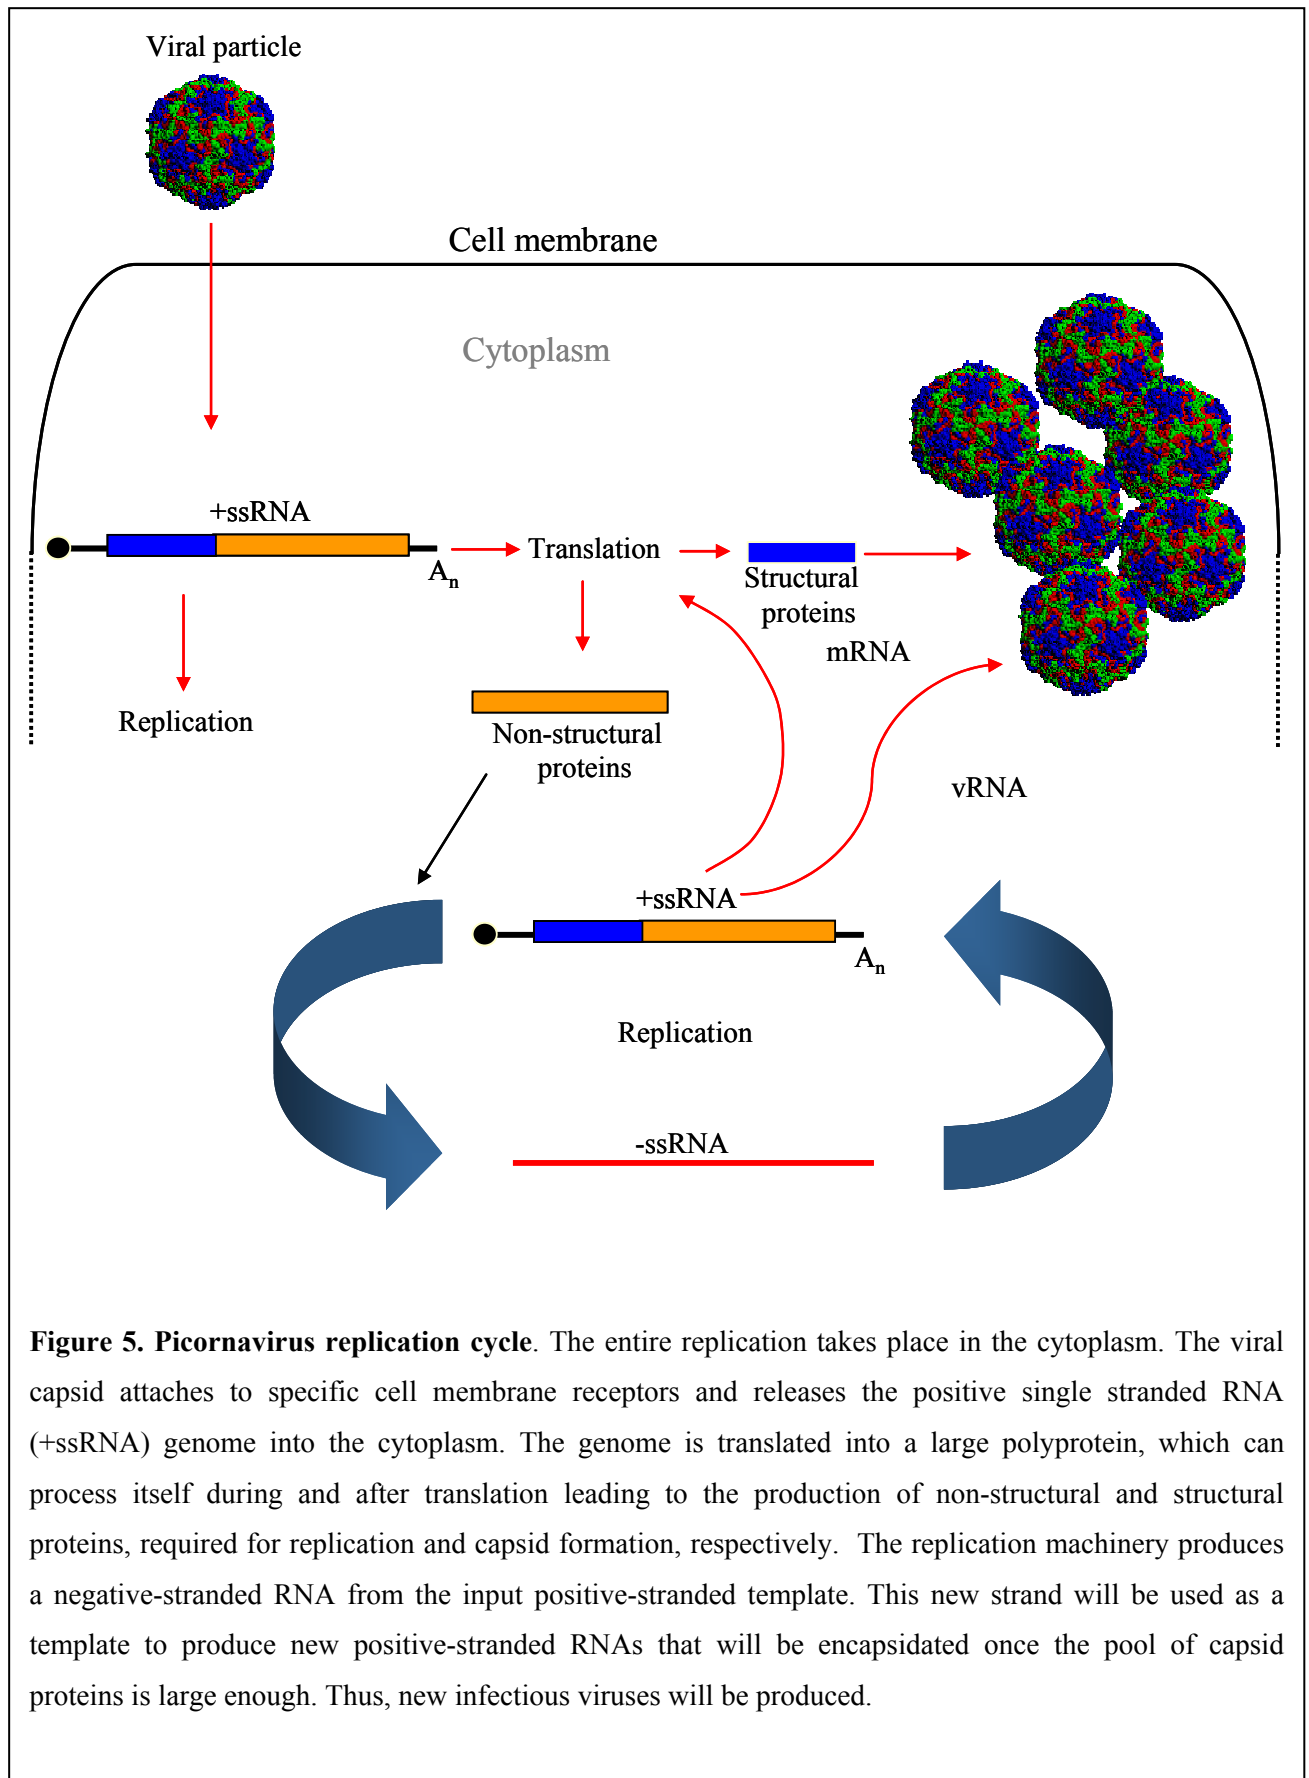 Viral particle
Cell membrane
Cytoplasm
+ssRNA
An
Translation
Structural
proteins
mRNA
Replication
Non-structural
proteins
vRNA
+ssRNA
An
Replication
-ssRNA
Figure 5. Picornavirus replication cycle. The entire replication takes place in the cytoplasm. The viral
capsid attaches to specific cell membrane receptors and releases the positive single stranded RNA
(+ssRNA) genome into the cytoplasm. The genome is translated into a large polyprotein, which can
process itself during and after translation leading to the production of non-structural and structural
proteins, required for replication and capsid formation, respectively. The replication machinery produces
a negative-stranded RNA from the input positive-stranded template. This new strand will be used as a
template to produce new positive-stranded RNAs that will be encapsidated once the pool of capsid
proteins is large enough. Thus, new infectious viruses will be produced.